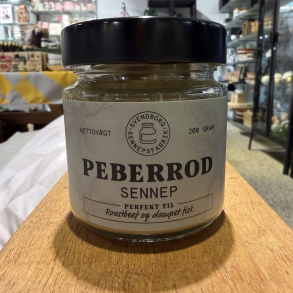 SVENDBORG
SENNEPSFABRIK
NETTOVÆGT
200 GRAM
PEBERROD
SENNEP
PERFEKT TIL
Roastbeef og dampet fisk